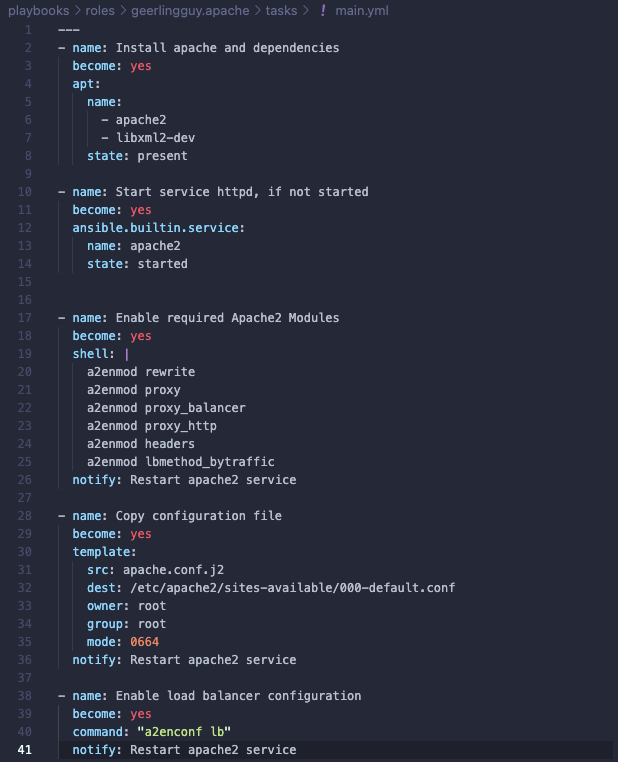 playbooks > roles > geerlingguy.apache > tasks > ! main.yml
1 ---
2 - name: Install apache and dependencies
3   become: yes
4   apt:
5     name:
6       - apache2
7       - libxml2-dev
8     state: present
9
10 - name: Start service httpd, if not started
11   become: yes
12   ansible.builtin.service:
13     name: apache2
14     state: started
15
16
17 - name: Enable required Apache2 Modules
18   become: yes
19   shell: |
20     a2enmod rewrite
21     a2enmod proxy
22     a2enmod proxy_balancer
23     a2enmod proxy_http
24     a2enmod headers
25     a2enmod lbmethod_bytraffic
26   notify: Restart apache2 service
27
28 - name: Copy configuration file
29   become: yes
30   template:
31     src: apache.conf.j2
32     dest: /etc/apache2/sites-available/000-default.conf
33     owner: root
34     group: root
35     mode: 0664
36   notify: Restart apache2 service
37
38 - name: Enable load balancer configuration
39   become: yes
40   command: "a2enconf lb"
41   notify: Restart apache2 service